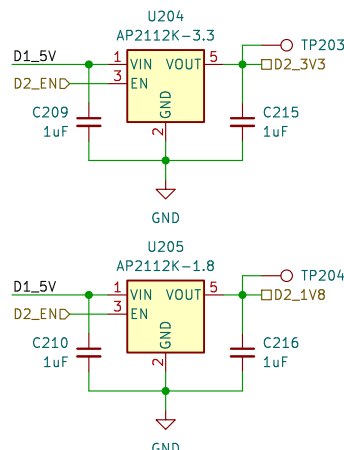 U204
AP2112K-3.3
D1_5V 1 VIN VOUT 5 TP203
D2_EN 3 EN D2_3V3
C209 1uF GND 2 C215 1uF
GND
U205
AP2112K-1.8
D1_5V 1 VIN VOUT 5 TP204
D2_EN 3 EN D2_1V8
C210 1uF GND 2 C216 1uF
GND